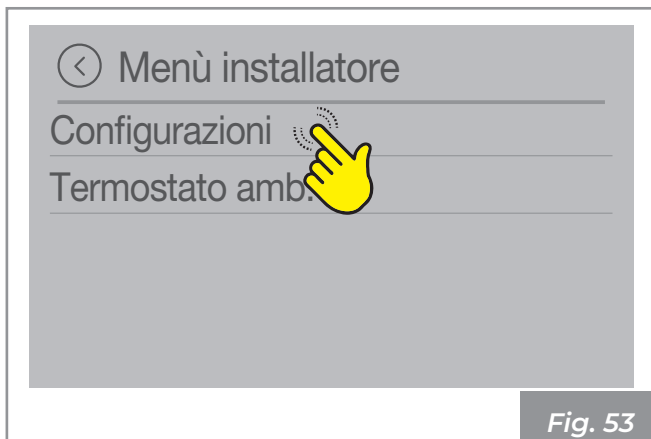 Menù installatore
Configurazioni
Termostato amb.
Fig. 53